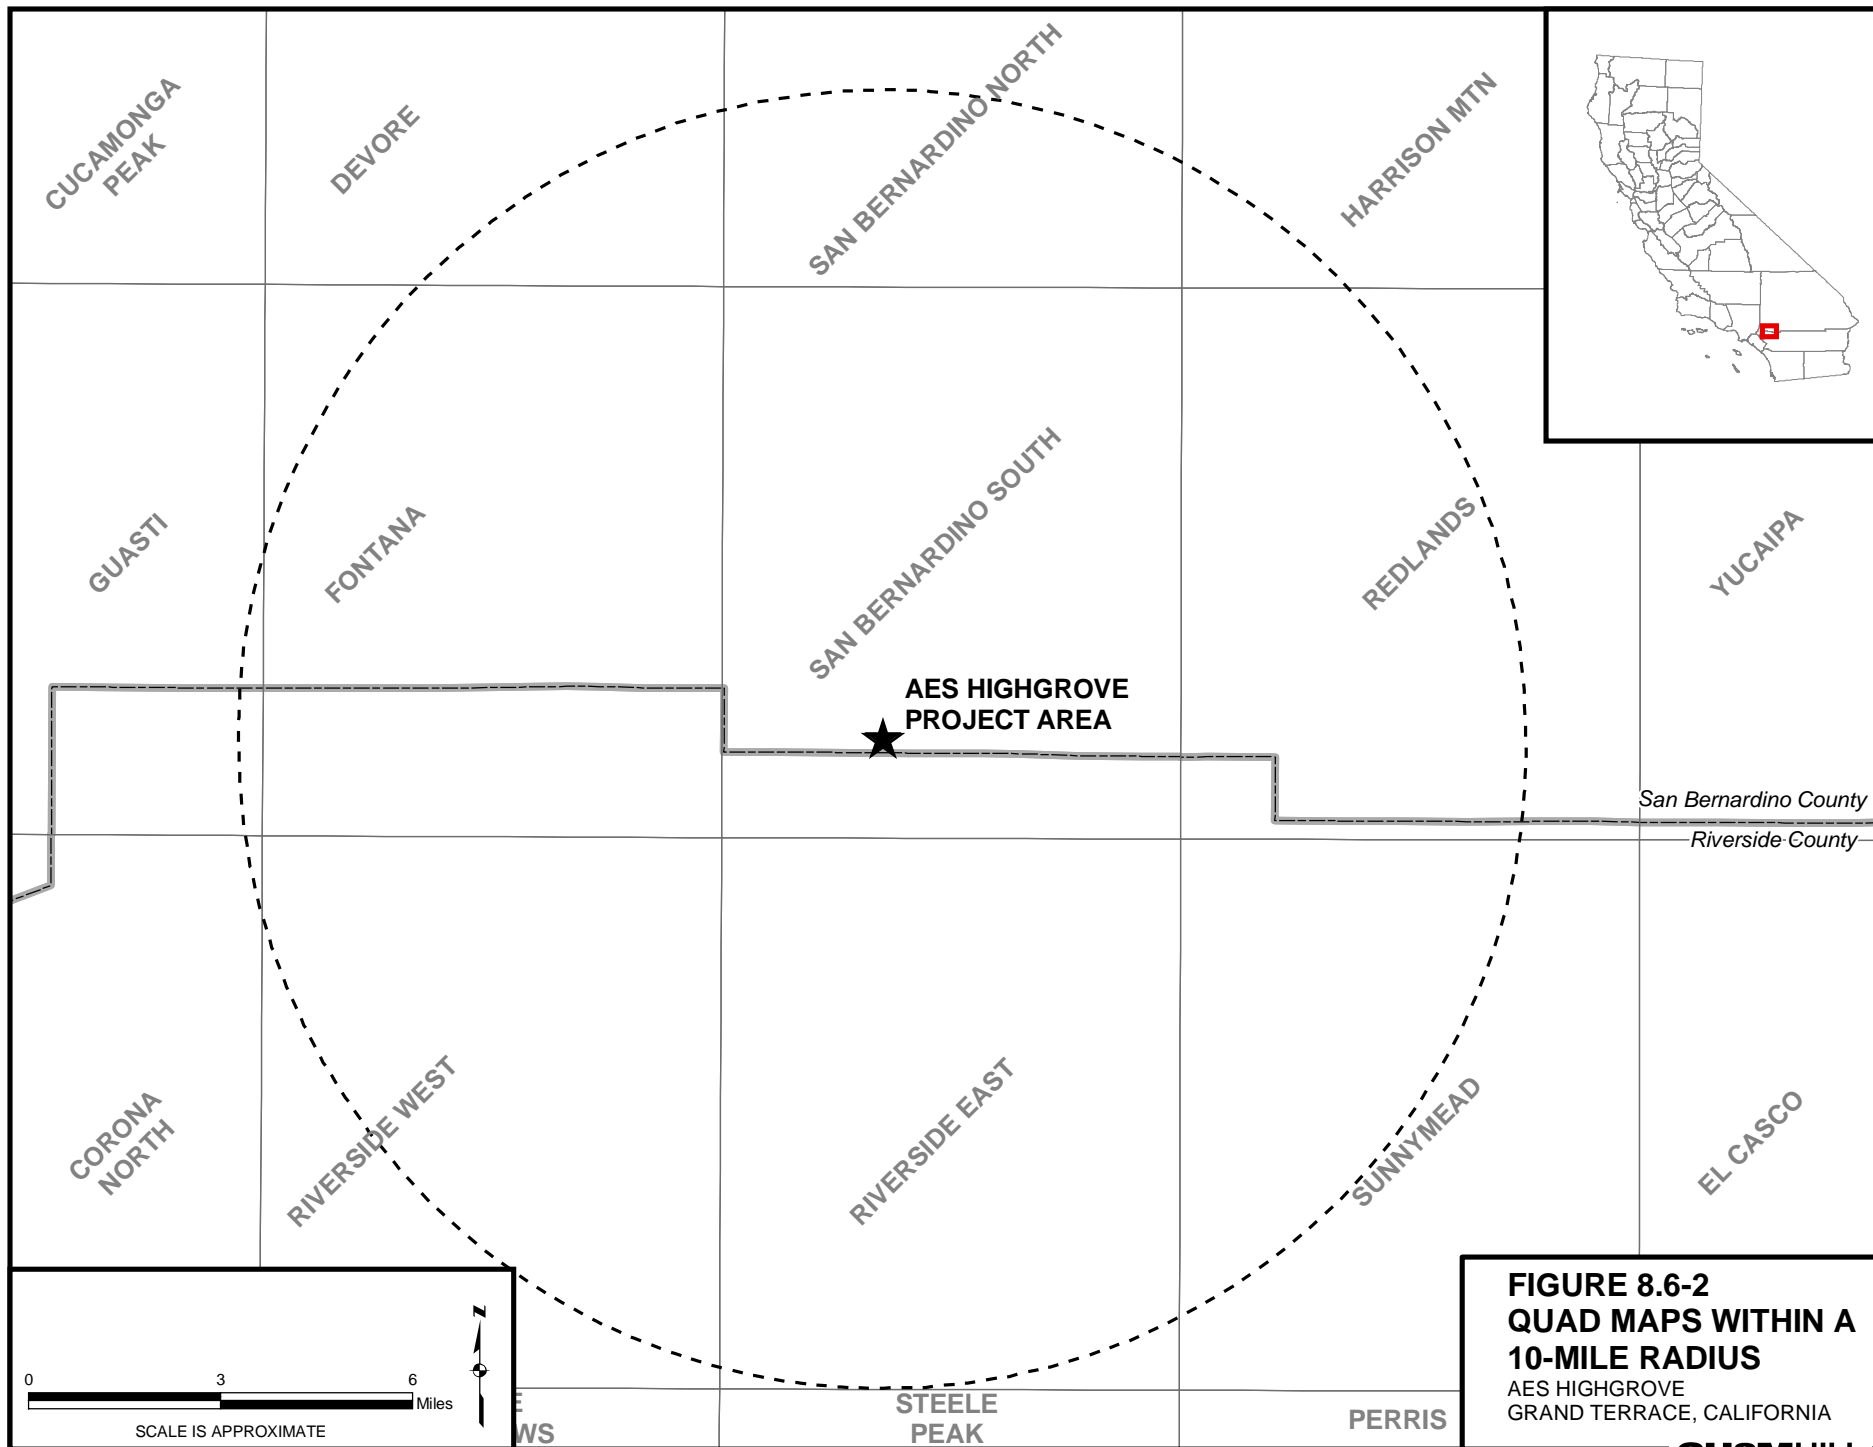 CUCAMONGA
PEAK
DEVORE
SAN BERNARDINO NORTH
HARRISON MTN
GUASTI
FONTANA
SAN BERNARDINO SOUTH
REDLANDS
YUCAIPA
AES HIGHGROVE
PROJECT AREA
San Bernardino County
Riverside County
CORONA
NORTH
RIVERSIDE WEST
RIVERSIDE EAST
SUNNYMEAD
EL CASCO
N
0 3 6
Miles
SCALE IS APPROXIMATE
WS
STEELE
PEAK
PERRIS
FIGURE 8.6-2
QUAD MAPS WITHIN A
10-MILE RADIUS
AES HIGHGROVE
GRAND TERRACE, CALIFORNIA